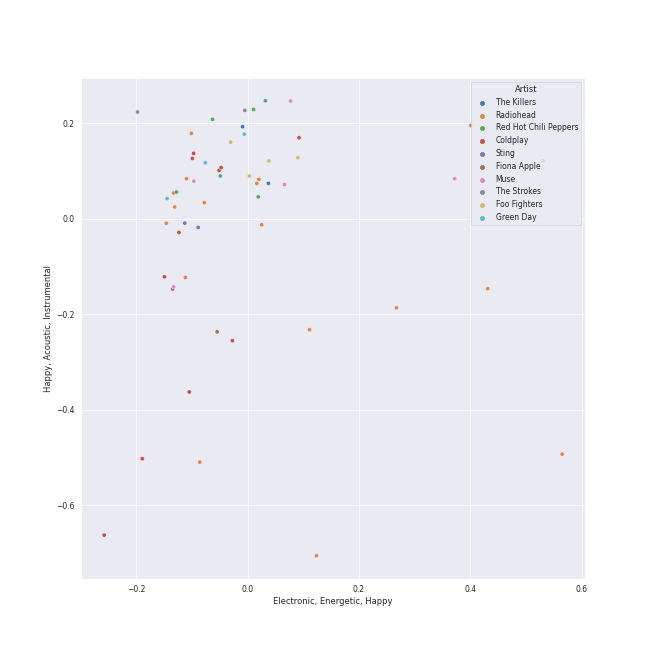 Artist
The Killers
Radiohead
Red Hot Chili Peppers
Coldplay
Sting
Fiona Apple
Muse
The Strokes
Foo Fighters
Green Day
0.2
0.0
−0.2
−0.4
−0.6
Happy, Acoustic, Instrumental
−0.2
0.0
0.2
0.4
0.6
Electronic, Energetic, Happy